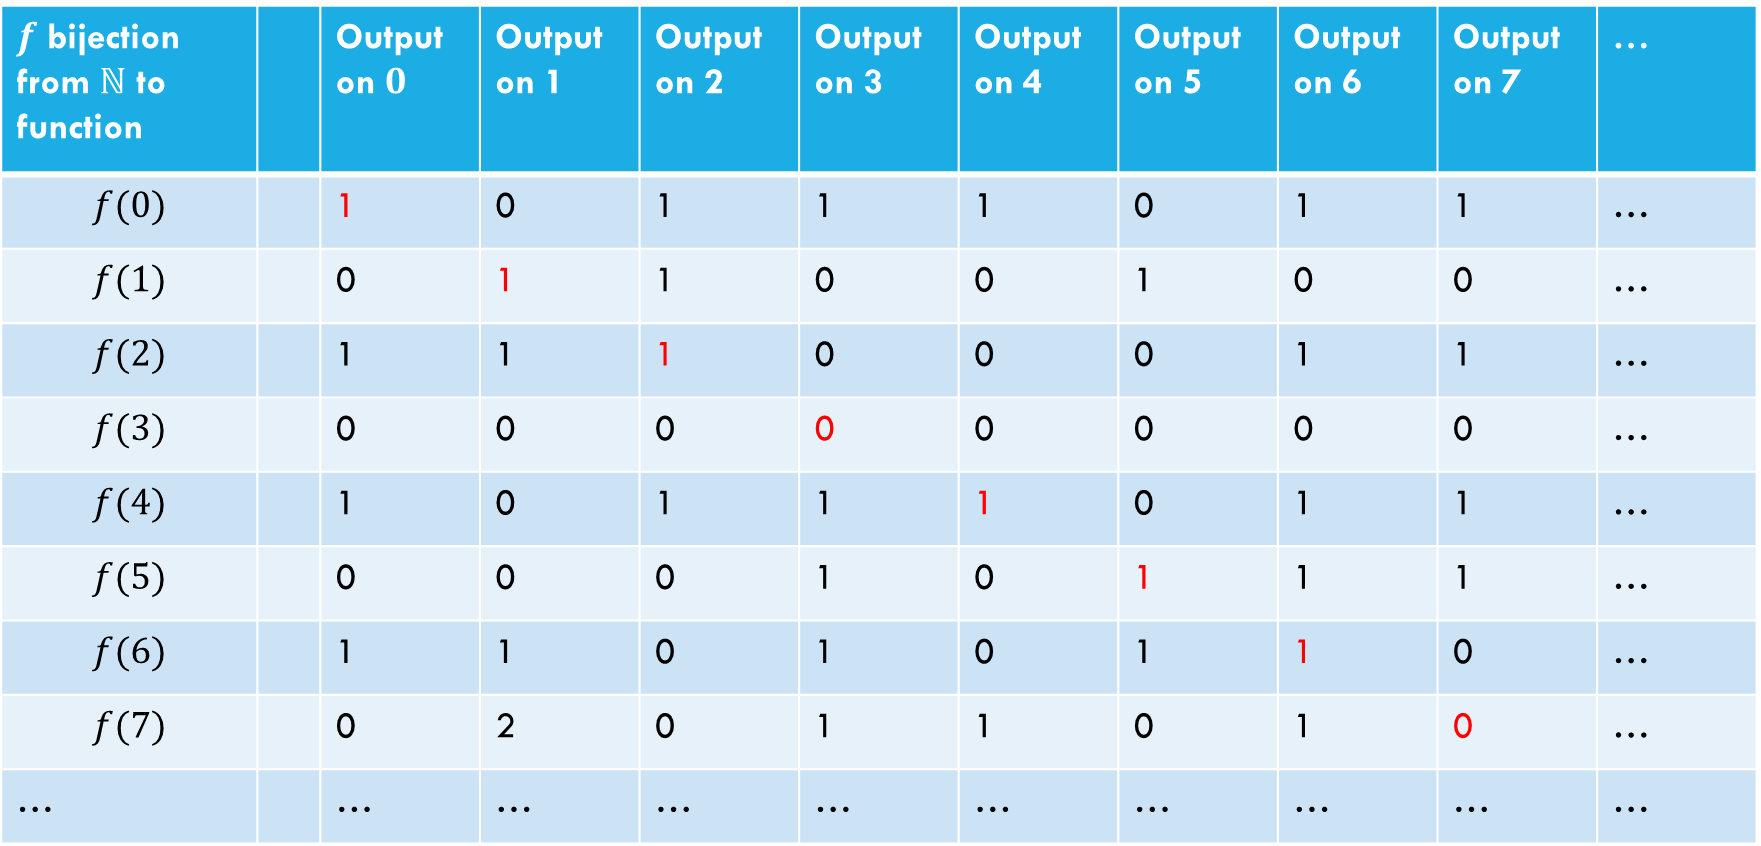 𝑓 bijection from ℕ to function | | Output on 0 | Output on 1 | Output on 2 | Output on 3 | Output on 4 | Output on 5 | Output on 6 | Output on 7 | …
𝑓(0) | | 1 | 0 | 1 | 1 | 1 | 0 | 1 | 1 | …
𝑓(1) | | 0 | 1 | 1 | 0 | 0 | 1 | 0 | 0 | …
𝑓(2) | | 1 | 1 | 1 | 0 | 0 | 0 | 1 | 1 | …
𝑓(3) | | 0 | 0 | 0 | 0 | 0 | 0 | 0 | 0 | …
𝑓(4) | | 1 | 0 | 1 | 1 | 1 | 0 | 1 | 1 | …
𝑓(5) | | 0 | 0 | 0 | 1 | 0 | 1 | 1 | 1 | …
𝑓(6) | | 1 | 1 | 0 | 1 | 0 | 1 | 1 | 0 | …
𝑓(7) | | 0 | 2 | 0 | 1 | 1 | 0 | 1 | 0 | …
… | | … | … | … | … | … | … | … | … | …